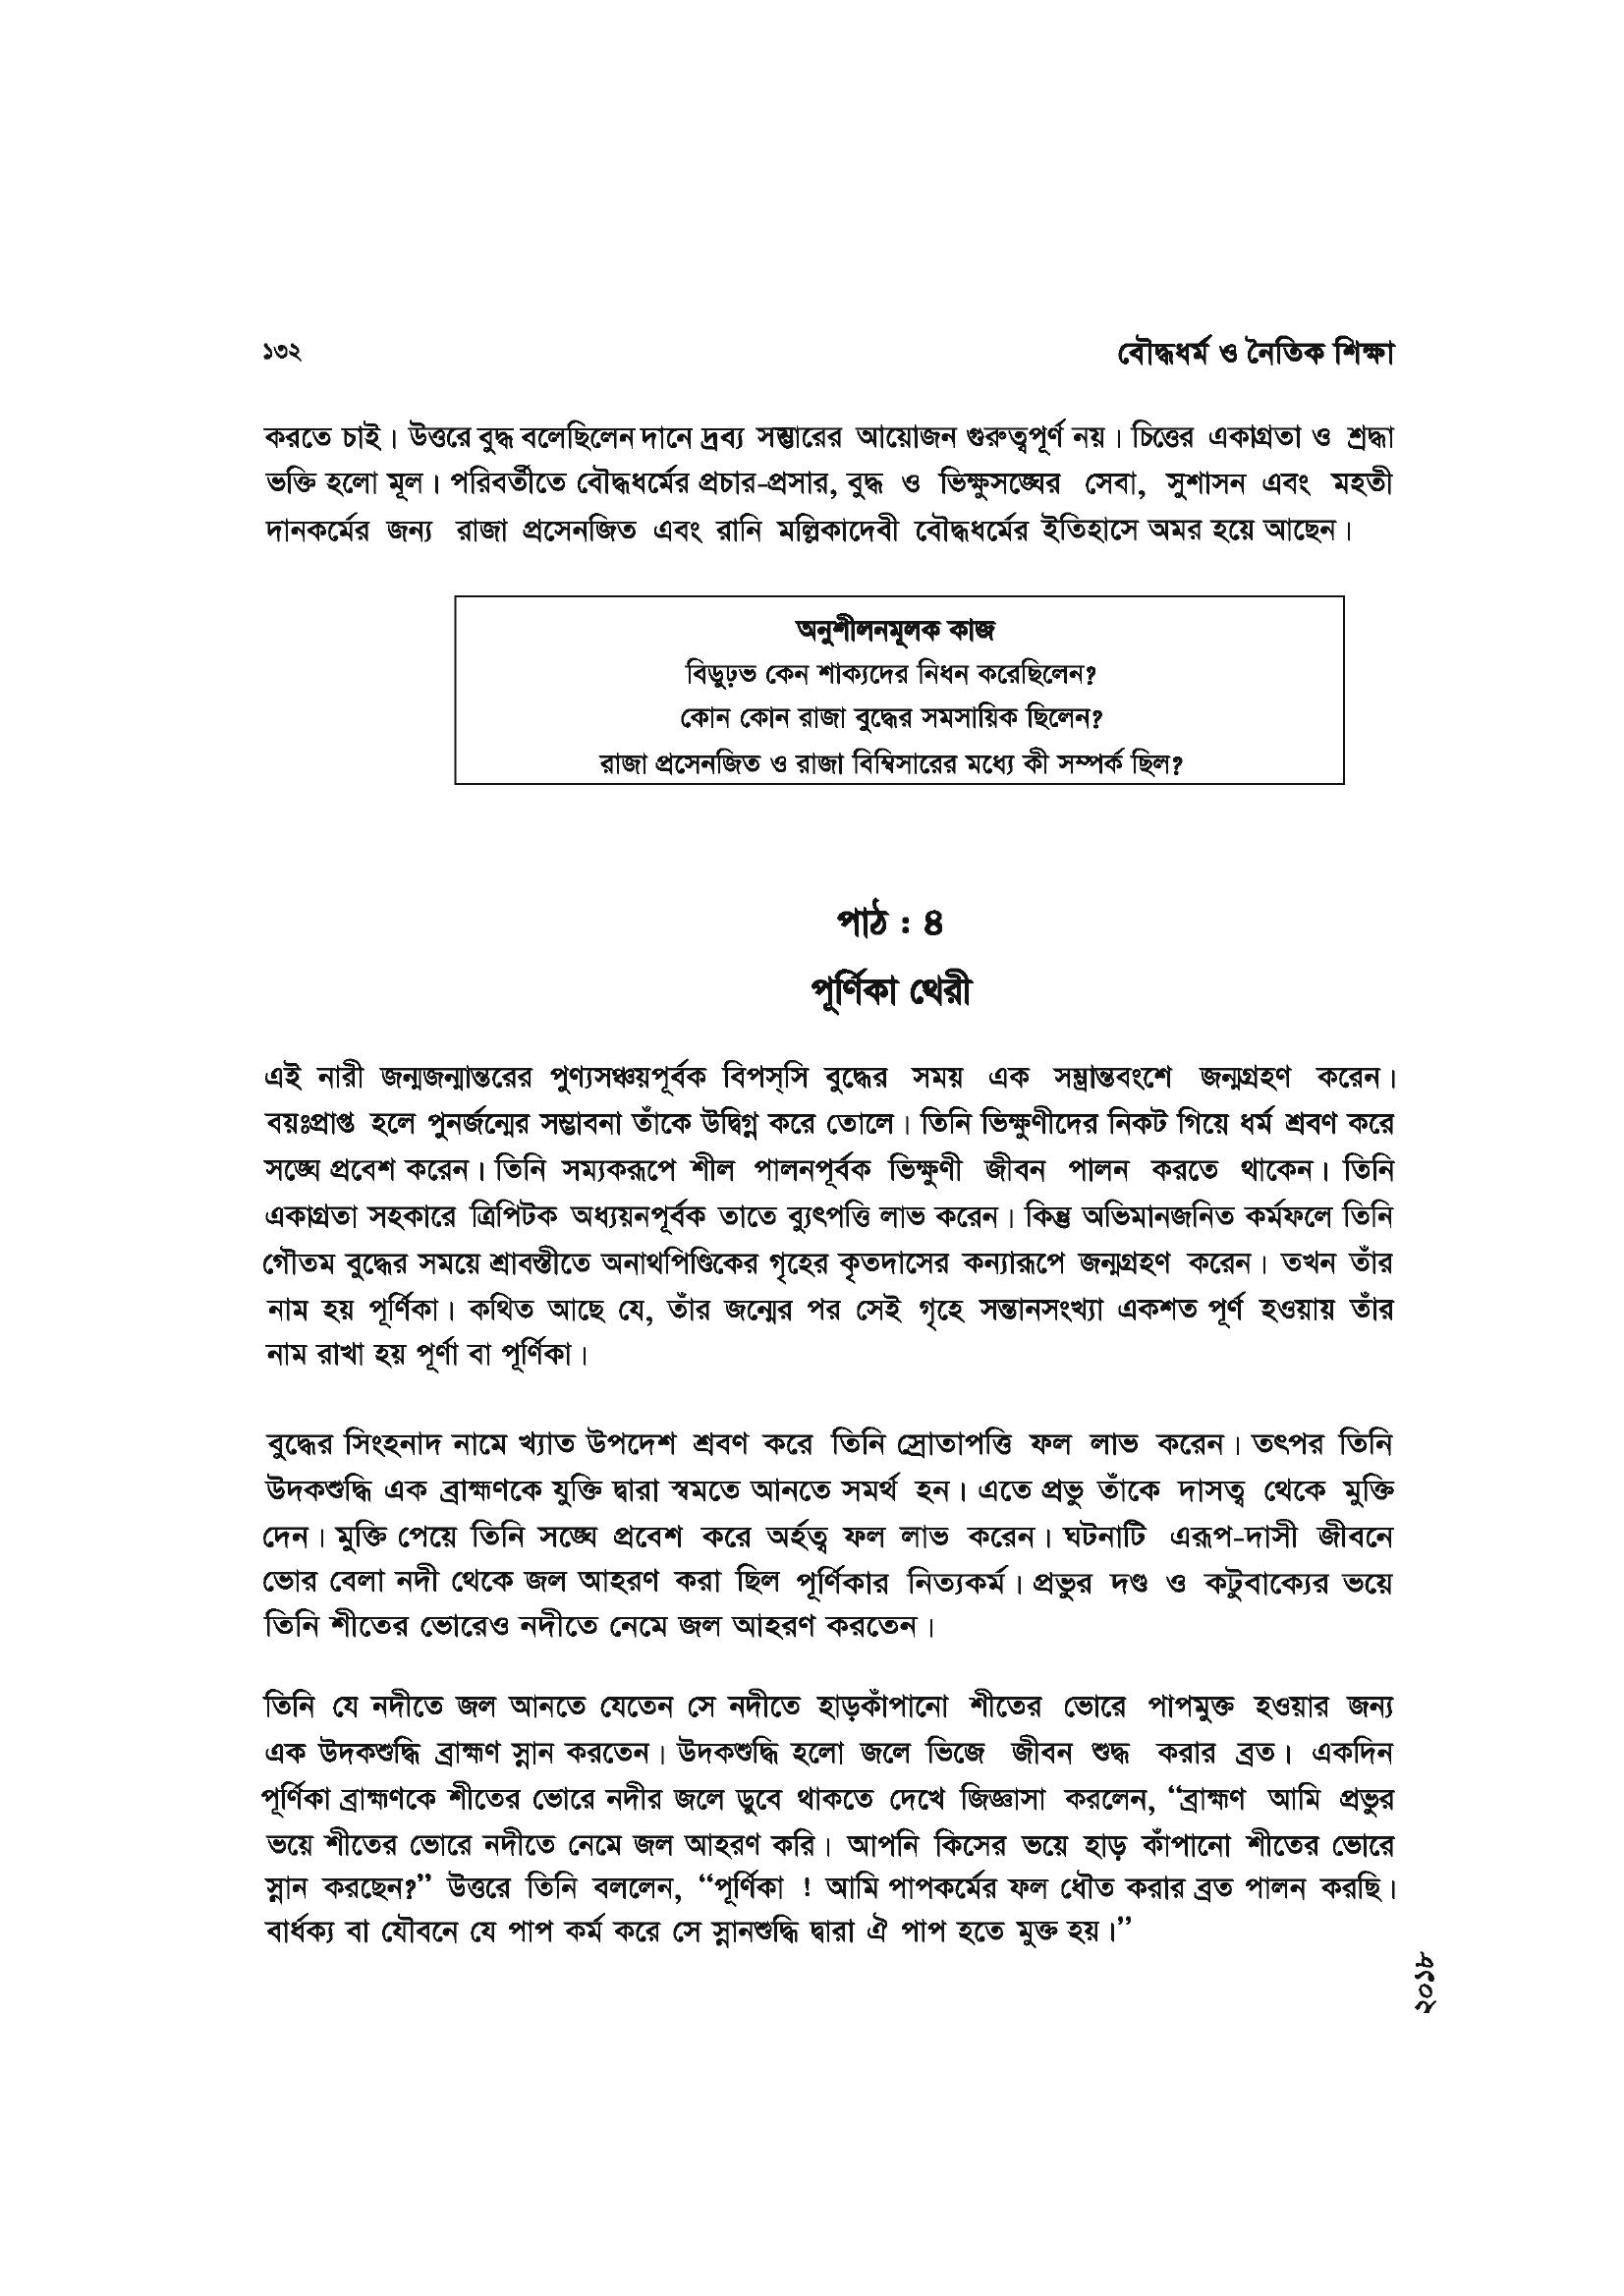 ১৩২
বৌদ্ধধর্ম ও নৈতিক শিক্ষা
করতে চাই। উত্তরে বুদ্ধ বলেছিলেন দানে দ্রব্য সম্ভারের আয়োজন গুরুত্বপূর্ণ নয়। চিত্তের একাগ্রতা ও শ্রদ্ধা
ভক্তি হলো মূল। পরিবর্তীতে বৌদ্ধধর্মের প্রচার-প্রসার, বুদ্ধ ও ভিক্ষুসঙ্ঘের সেবা, সুশাসন এবং মহতী
দানকর্মের জন্য রাজা প্রসেনজিত এবং রানি মল্লিকাদেবী বৌদ্ধধর্মের ইতিহাসে অমর হয়ে আছেন।
অনুশীলনমূলক কাজ
বিডুঢ়ভ কেন শাক্যদের নিধন করেছিলেন?
কোন কোন রাজা বুদ্ধের সমসায়িক ছিলেন?
রাজা প্রসেনজিত ও রাজা বিম্বিসারের মধ্যে কী সম্পর্ক ছিল?
পাঠ : ৪
পূর্ণিকা থেরী
এই নারী জন্মজন্মান্তরের পুণ্যসঞ্চয়পূর্বক বিপস্‌সি বুদ্ধের সময় এক সম্ভ্রান্তবংশে জন্মগ্রহণ করেন।
বয়ঃপ্রাপ্ত হলে পুনর্জন্মের সম্ভাবনা তাঁকে উদ্বিগ্ন করে তোলে। তিনি ভিক্ষুণীদের নিকট গিয়ে ধর্ম শ্রবণ করে
সঙ্ঘে প্রবেশ করেন। তিনি সম্যকরূপে শীল পালনপূর্বক ভিক্ষুণী জীবন পালন করতে থাকেন। তিনি
একাগ্রতা সহকারে ত্রিপিটক অধ্যয়নপূর্বক তাতে ব্যুৎপত্তি লাভ করেন। কিন্তু অভিমানজনিত কর্মফলে তিনি
গৌতম বুদ্ধের সময়ে শ্রাবস্তীতে অনাথপিণ্ডিকের গৃহের কৃতদাসের কন্যারূপে জন্মগ্রহণ করেন। তখন তাঁর
নাম হয় পূর্ণিকা। কথিত আছে যে, তাঁর জন্মের পর সেই গৃহে সন্তানসংখ্যা একশত পূর্ণ হওয়ায় তাঁর
নাম রাখা হয় পূর্ণা বা পূর্ণিকা।
বুদ্ধের সিংহনাদ নামে খ্যাত উপদেশ শ্রবণ করে তিনি স্রোতাপত্তি ফল লাভ করেন। তৎপর তিনি
উদকশুদ্ধি এক ব্রাহ্মণকে যুক্তি দ্বারা স্বমতে আনতে সমর্থ হন। এতে প্রভু তাঁকে দাসত্ব থেকে মুক্তি
দেন। মুক্তি পেয়ে তিনি সঙ্ঘে প্রবেশ করে অর্হত্ব ফল লাভ করেন। ঘটনাটি এরূপ-দাসী জীবনে
ভোর বেলা নদী থেকে জল আহরণ করা ছিল পূর্ণিকার নিত্যকর্ম। প্রভুর দণ্ড ও কটুবাক্যের ভয়ে
তিনি শীতের ভোরেও নদীতে নেমে জল আহরণ করতেন।
তিনি যে নদীতে জল আনতে যেতেন সে নদীতে হাড়কাঁপানো শীতের ভোরে পাপমুক্ত হওয়ার জন্য
এক উদকশুদ্ধি ব্রাহ্মণ স্নান করতেন। উদকশুদ্ধি হলো জলে ভিজে জীবন শুদ্ধ করার ব্রত। একদিন
পূর্ণিকা ব্রাহ্মণকে শীতের ভোরে নদীর জলে ডুবে থাকতে দেখে জিজ্ঞাসা করলেন, “ব্রাহ্মণ আমি প্রভুর
ভয়ে শীতের ভোরে নদীতে নেমে জল আহরণ করি। আপনি কিসের ভয়ে হাড় কাঁপানো শীতের ভোরে
স্নান করছেন?” উত্তরে তিনি বললেন, “পূর্ণিকা ! আমি পাপকর্মের ফল ধৌত করার ব্রত পালন করছি।
বার্ধক্য বা যৌবনে যে পাপ কর্ম করে সে স্নানশুদ্ধি দ্বারা ঐ পাপ হতে মুক্ত হয়।”
২০১৮